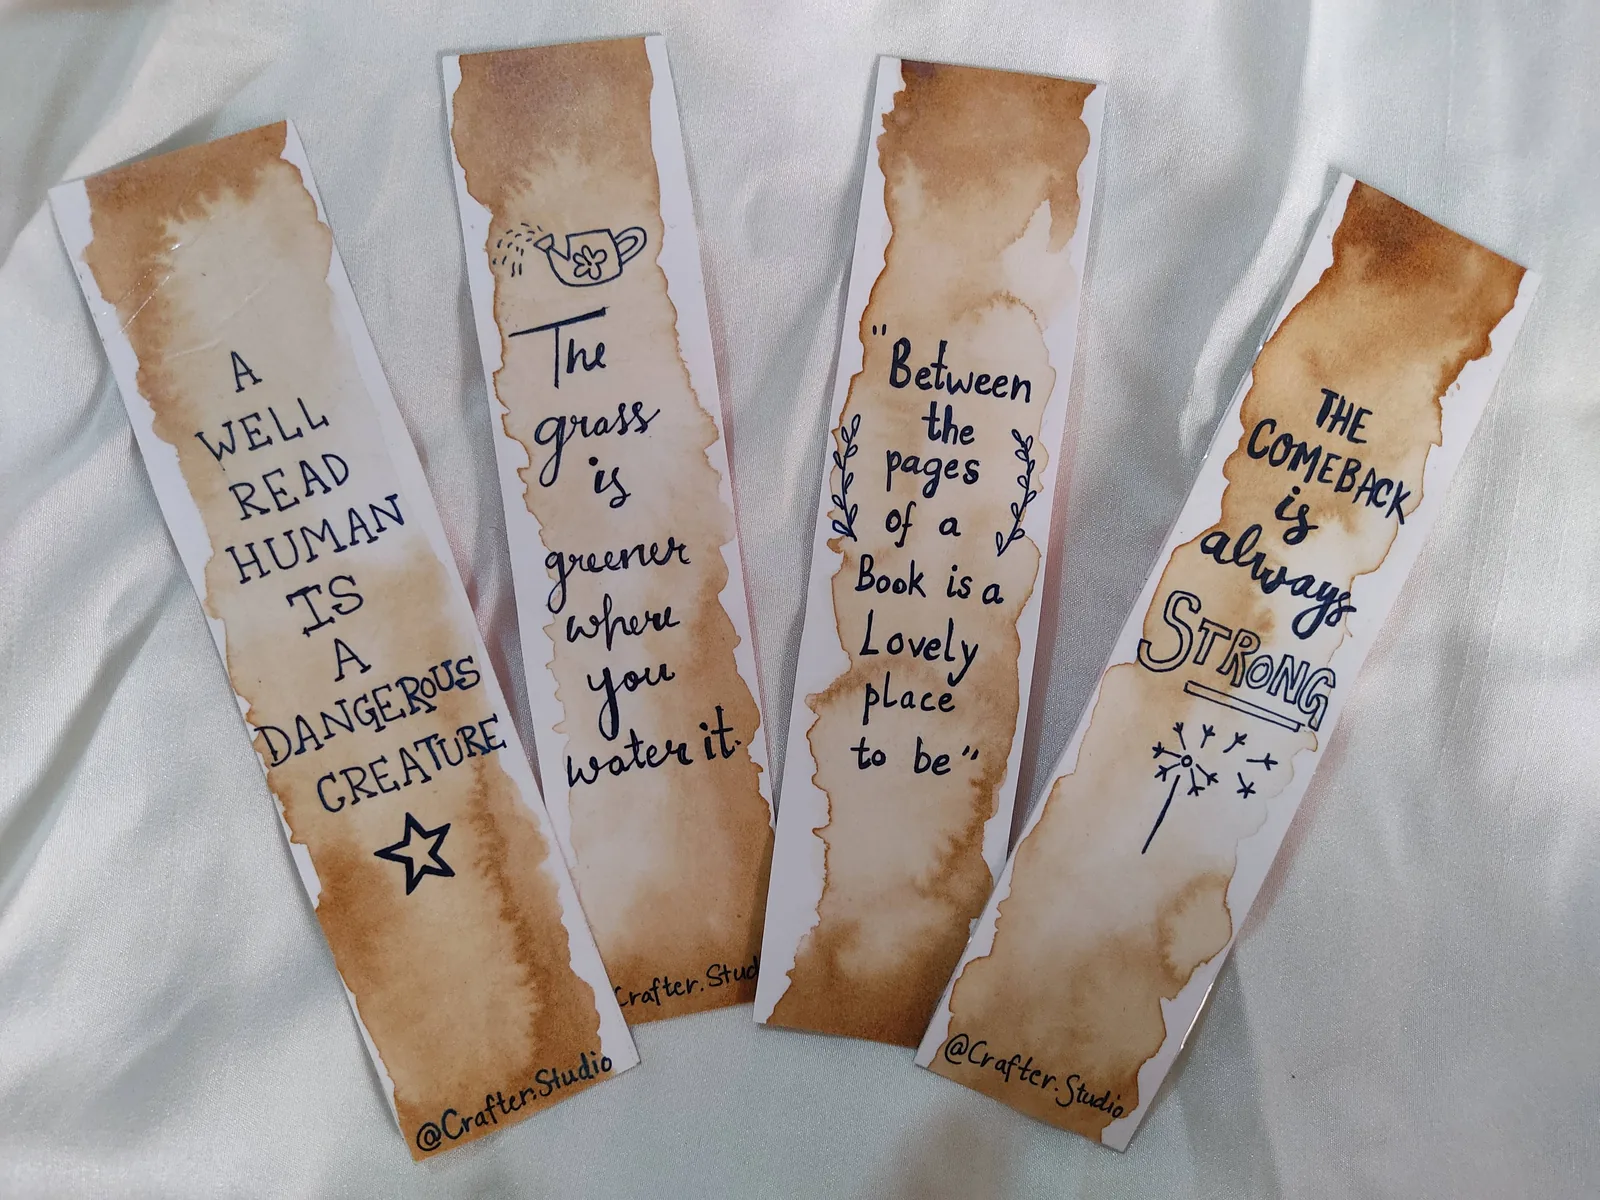 A
WELL
READ
HUMAN
IS
A
DANGEROUS
CREATURE
@Crafter.Studio
The
grass
is
greener
where
you
water it.
Crafter.Stud
"Between
the
pages
of a
Book is a
Lovely
place
to be"
THE
COMEBACK
is
always
STRONG
@Crafter.Studio